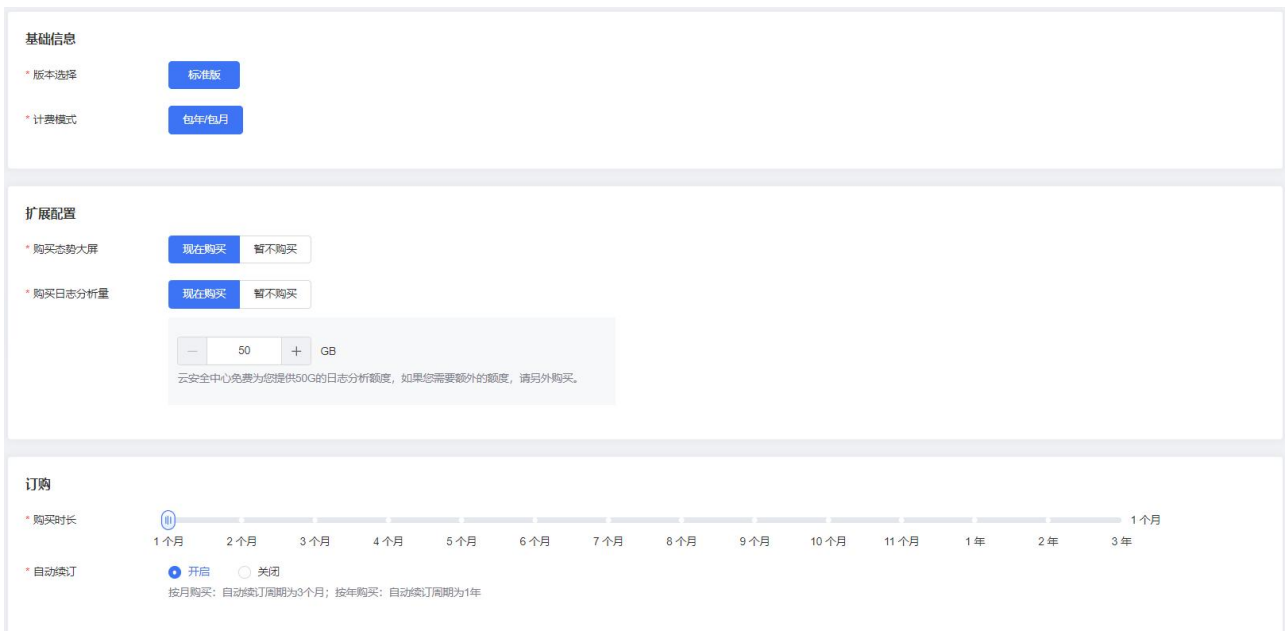 基础信息
* 版本选择 标准版
* 计费模式 包年/包月
扩展配置
* 购买态势大屏 现在购买 暂不购买
* 购买日志分析量 现在购买 暂不购买
— 50 + GB
云安全中心免费为您提供50G的日志分析额度，如果您需要额外的额度，请另外购买。
订购
* 购买时长 1 个月
1 个月 2 个月 3 个月 4 个月 5 个月 6 个月 7 个月 8 个月 9 个月 10 个月 11 个月 1 年 2 年 3 年
* 自动续订 开启 关闭
按月购买：自动续订周期为3个月；按年购买：自动续订周期为1年